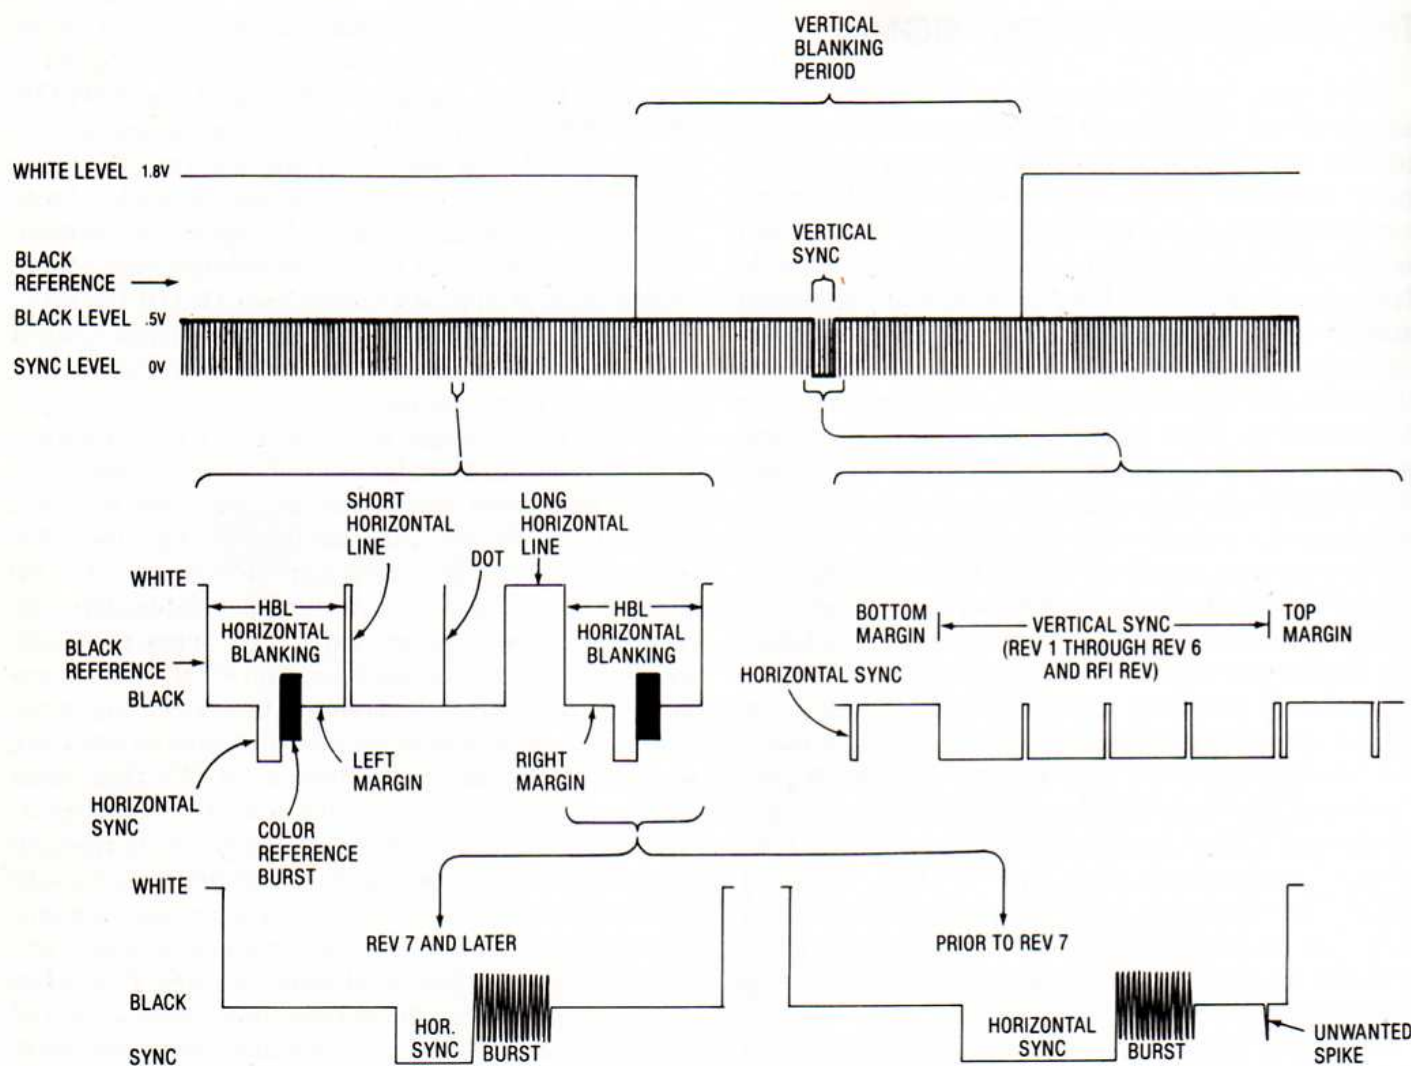 VERTICAL
BLANKING
PERIOD
WHITE LEVEL 1.8V
VERTICAL
SYNC
BLACK
REFERENCE
BLACK LEVEL .5V
SYNC LEVEL 0V
SHORT
HORIZONTAL
LINE
LONG
HORIZONTAL
LINE
DOT
WHITE
HBL
HORIZONTAL
BLANKING
HBL
HORIZONTAL
BLANKING
BLACK
REFERENCE
BLACK
LEFT
MARGIN
RIGHT
MARGIN
HORIZONTAL
SYNC
COLOR
REFERENCE
BURST
BOTTOM
MARGIN
VERTICAL SYNC
(REV 1 THROUGH REV 6
AND RFI REV)
TOP
MARGIN
HORIZONTAL SYNC
WHITE
REV 7 AND LATER
PRIOR TO REV 7
BLACK
HOR.
SYNC
BURST
HORIZONTAL
SYNC
BURST
UNWANTED
SPIKE
SYNC